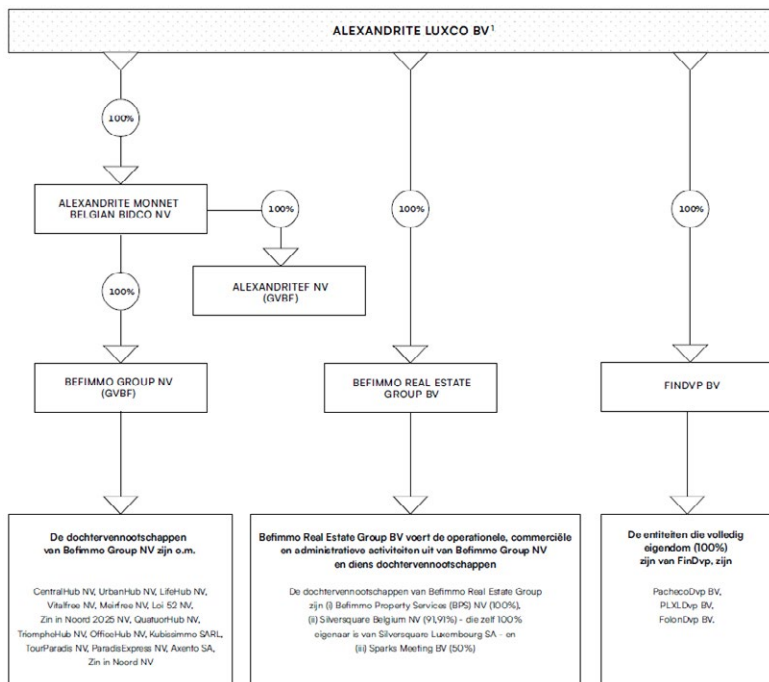 ALEXANDRITE LUXCO BV¹
100%
ALEXANDRITE MONNET
BELGIAN BIDCO NV
100%
100%
100%
ALEXANDRITEF NV
(GVBF)
100%
BEFIMMO GROUP NV
(GVBF)
BEFIMMO REAL ESTATE
GROUP BV
FINDVP BV
De dochtervennootschappen
van Befimmo Group NV zijn o.m.
CentralHub NV, UrbanHub NV, LifeHub NV,
Vitalfree NV, Meirfree NV, Loi 52 NV,
Zin in Noord 2025 NV, QuatuorHub NV,
TriompheHub NV, OfficeHub NV, Kubissimmo SARL,
TourParadis NV, ParadisExpress NV, Axento SA,
Zin in Noord NV
Befimmo Real Estate Group BV voert de operationele, commerciële
en administratieve activiteiten uit van Befimmo Group NV
en diens dochtervennootschappen
De dochtervennootschappen van Befimmo Real Estate Group
zijn (i) Befimmo Property Services (BPS) NV (100%),
(ii) Silversquare Belgium NV (91,91%) - die zelf 100%
eigenaar is van Silversquare Luxembourg SA - en
(iii) Sparks Meeting BV (50%)
De entiteiten die volledig
eigendom (100%)
zijn van FinDvp, zijn
PachecoDvp BV,
PLXLDvp BV,
FolonDvp BV.